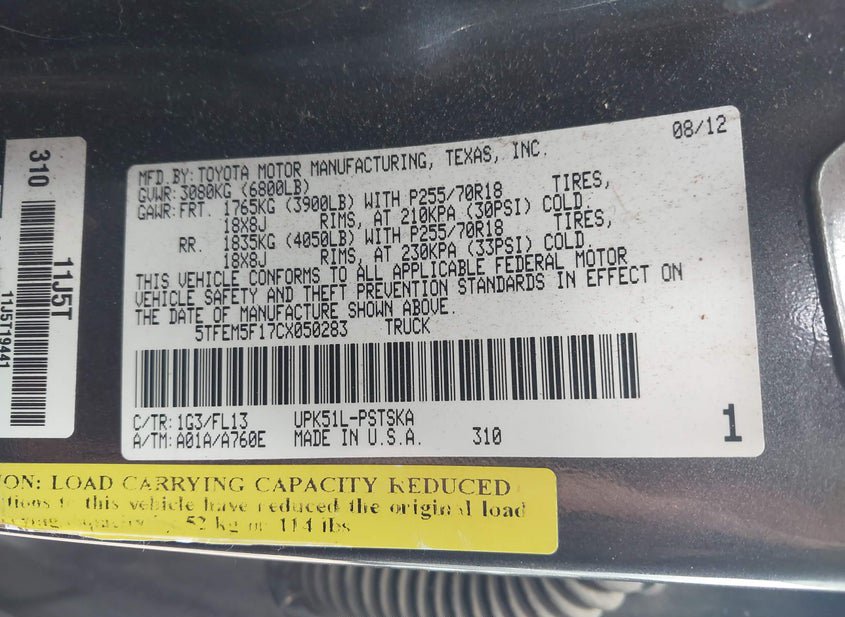 08/12
MFD.BY:TOYOTA MOTOR MANUFACTURING, TEXAS, INC.
GVWR:3080KG (6800LB)
GAWR:FRT. 1765KG (3900LB) WITH P255/70R18 TIRES,
18X8J RIMS, AT 210KPA (30PSI) COLD.
RR. 1835KG (4050LB) WITH P255/70R18 TIRES,
18X8J RIMS, AT 230KPA (33PSI) COLD.
THIS VEHICLE CONFORMS TO ALL APPLICABLE FEDERAL MOTOR
VEHICLE SAFETY AND THEFT PREVENTION STANDARDS IN EFFECT ON
THE DATE OF MANUFACTURE SHOWN ABOVE.
5TFEM5F17CX050283 TRUCK
C/TR:1G3/FL13 UPK51L-PSTSKA
A/TM:A01A/A760E MADE IN U.S.A. 310
1
310
11J5T
11J5T19441
ION: LOAD CARRYING CAPACITY REDUCED
this vehicle have reduced the original load
52 kg or 114 lbs